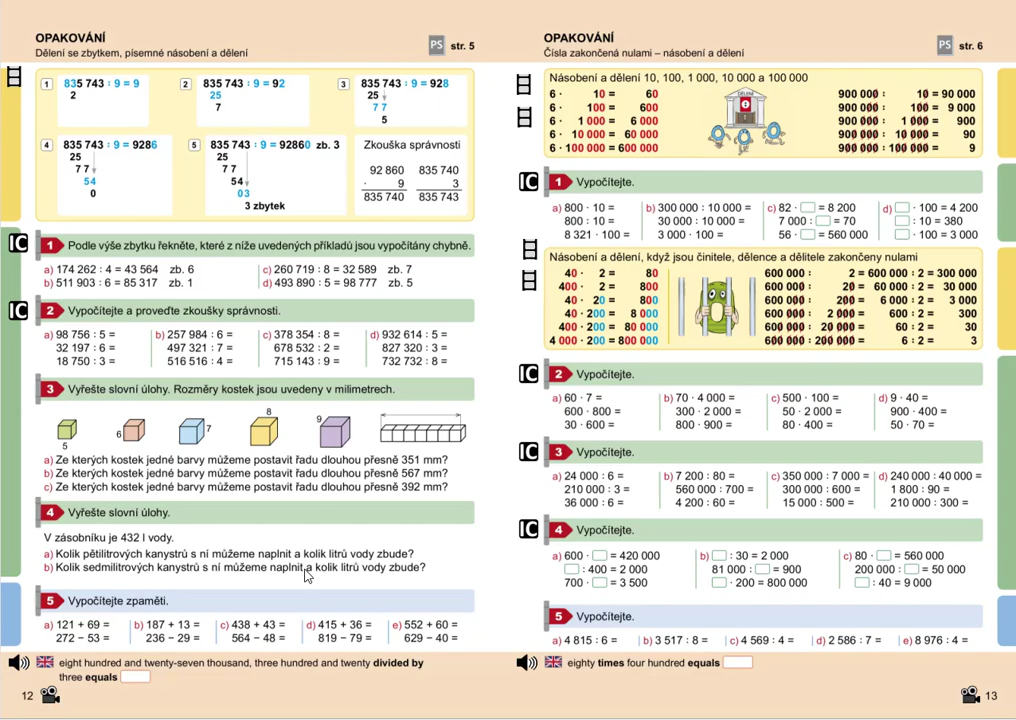 OPAKOVÁNÍ
Dělení se zbytkem, písemné násobení a dělení
PS str. 5
1 835 743 : 9 = 9
2
2 835 743 : 9 = 92
25
7
3 835 743 : 9 = 928
25
7 7
5
4 835 743 : 9 = 9286
25
7 7
54
0
5 835 743 : 9 = 92860 zb. 3
25
7 7
54
03
3 zbytek
Zkouška správnosti
92 860 835 740
· 9 3
835 740 835 743
IC 1 Podle výše zbytku řekněte, které z níže uvedených příkladů jsou vypočítány chybně.
a) 174 262 : 4 = 43 564 zb. 6 c) 260 719 : 8 = 32 589 zb. 7
b) 511 903 : 6 = 85 317 zb. 1 d) 493 890 : 5 = 98 777 zb. 5
IC 2 Vypočítejte a proveďte zkoušky správnosti.
a) 98 756 : 5 = b) 257 984 : 6 = c) 378 354 : 8 = d) 932 614 : 5 =
32 197 : 6 = 497 321 : 7 = 678 532 : 2 = 827 320 : 3 =
18 750 : 3 = 516 516 : 4 = 715 143 : 9 = 732 732 : 8 =
3 Vyřešte slovní úlohy. Rozměry kostek jsou uvedeny v milimetrech.
5 6 7 8 9
a) Ze kterých kostek jedné barvy můžeme postavit řadu dlouhou přesně 351 mm?
b) Ze kterých kostek jedné barvy můžeme postavit řadu dlouhou přesně 567 mm?
c) Ze kterých kostek jedné barvy můžeme postavit řadu dlouhou přesně 392 mm?
4 Vyřešte slovní úlohy.
V zásobníku je 432 l vody.
a) Kolik pětilitrových kanystrů s ní můžeme naplnit a kolik litrů vody zbude?
b) Kolik sedmilitrových kanystrů s ní můžeme naplnit a kolik litrů vody zbude?
5 Vypočítejte zpaměti.
a) 121 + 69 = b) 187 + 13 = c) 438 + 43 = d) 415 + 36 = e) 552 + 60 =
272 – 53 = 236 – 29 = 564 – 48 = 819 – 79 = 629 – 40 =
eight hundred and twenty-seven thousand, three hundred and twenty divided by
three equals
12
OPAKOVÁNÍ
Čísla zakončená nulami – násobení a dělení
PS str. 6
Násobení a dělení 10, 100, 1 000, 10 000 a 100 000
6 · 10 = 60 900 000 : 10 = 90 000
6 · 100 = 600 900 000 : 100 = 9 000
6 · 1 000 = 6 000 900 000 : 1 000 = 900
6 · 10 000 = 60 000 900 000 : 10 000 = 90
6 · 100 000 = 600 000 900 000 : 100 000 = 9
DĚLENÍ
IC 1 Vypočítejte.
a) 800 · 10 = b) 300 000 : 10 000 = c) 82 · = 8 200 d) · 100 = 4 200
800 : 10 = 30 000 : 10 000 = 7 000 : = 70 : 10 = 380
8 321 · 100 = 3 000 · 100 = 56 · = 560 000 · 100 = 3 000
Násobení a dělení, když jsou činitele, dělence a dělitele zakončeny nulami
40 · 2 = 80 600 000 : 2 = 600 000 : 2 = 300 000
400 · 2 = 800 600 000 : 20 = 60 000 : 2 = 30 000
40 · 20 = 800 600 000 : 200 = 6 000 : 2 = 3 000
40 · 200 = 8 000 600 000 : 2 000 = 600 : 2 = 300
400 · 200 = 80 000 600 000 : 20 000 = 60 : 2 = 30
4 000 · 200 = 800 000 600 000 : 200 000 = 6 : 2 = 3
IC 2 Vypočítejte.
a) 60 · 7 = b) 70 · 4 000 = c) 500 · 100 = d) 9 · 40 =
600 · 800 = 300 · 2 000 = 50 · 2 000 = 900 · 400 =
30 · 600 = 800 · 900 = 80 · 400 = 50 · 70 =
IC 3 Vypočítejte.
a) 24 000 : 6 = b) 7 200 : 80 = c) 350 000 : 7 000 = d) 240 000 : 40 000 =
210 000 : 3 = 560 000 : 700 = 300 000 : 600 = 1 800 : 90 =
36 000 : 6 = 4 200 : 60 = 15 000 : 500 = 210 000 : 300 =
IC 4 Vypočítejte.
a) 600 · = 420 000 b) : 30 = 2 000 c) 80 · = 560 000
: 400 = 2 000 81 000 : = 900 200 000 : = 50 000
700 · = 3 500 · 200 = 800 000 : 40 = 9 000
5 Vypočítejte.
a) 4 815 : 6 = b) 3 517 : 8 = c) 4 569 : 4 = d) 2 586 : 7 = e) 8 976 : 4 =
eighty times four hundred equals
13